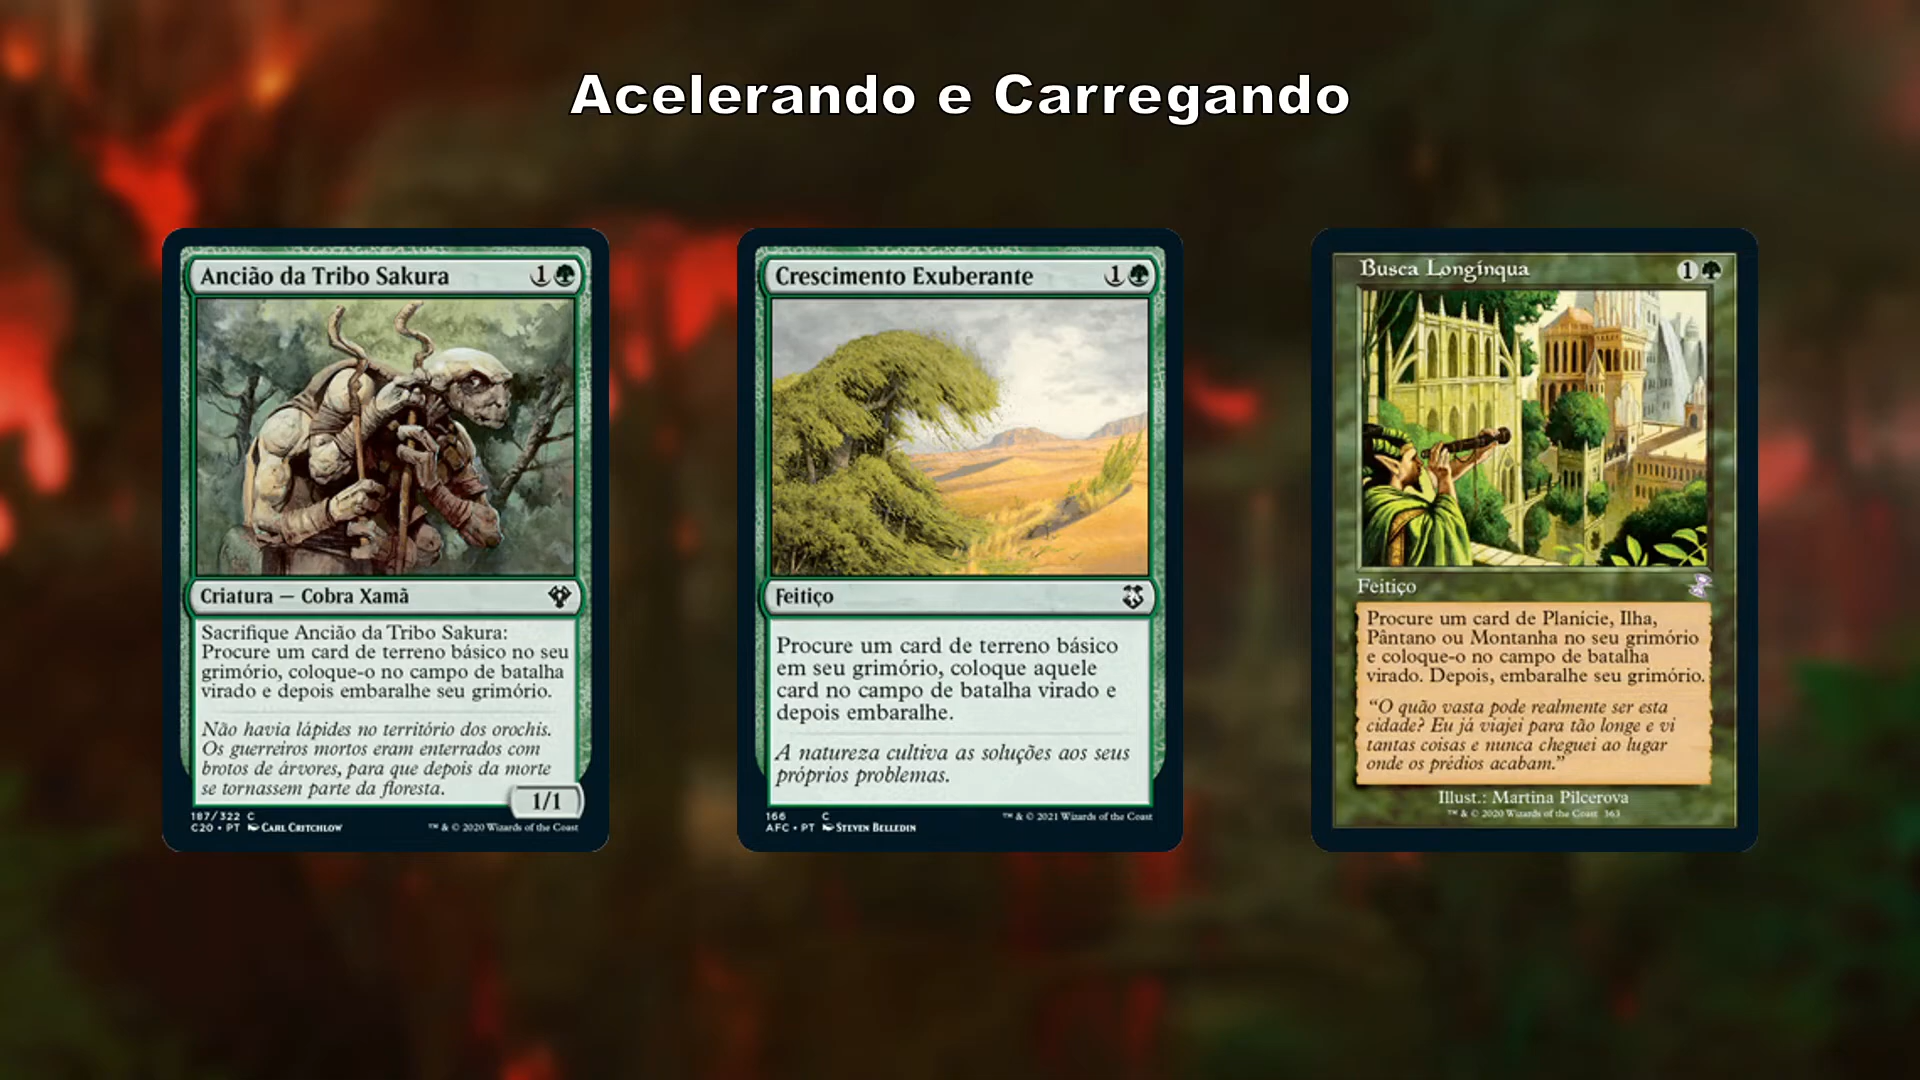 Acelerando e Carregando
Ancião da Tribo Sakura 1
Criatura — Cobra Xamã
Sacrifique Ancião da Tribo Sakura:
Procure um card de terreno básico no seu
grimório, coloque-o no campo de batalha
virado e depois embaralhe seu grimório.
Não havia lápides no território dos orochis.
Os guerreiros mortos eram enterrados com
brotos de árvores, para que depois da morte
se tornassem parte da floresta.
1/1
187/322 C
C20 • PT Carl Critchlow
™ & © 2020 Wizards of the Coast
Crescimento Exuberante 1
Feitiço
Procure um card de terreno básico
em seu grimório, coloque aquele
card no campo de batalha virado e
depois embaralhe.
A natureza cultiva as soluções aos seus
próprios problemas.
166 C
AFC • PT Steven Belledin
™ & © 2021 Wizards of the Coast
Busca Longínqua 1
Feitiço
Procure um card de Planície, Ilha,
Pântano ou Montanha no seu grimório
e coloque-o no campo de batalha
virado. Depois, embaralhe seu grimório.
“O quão vasta pode realmente ser esta
cidade? Eu já viajei para tão longe e vi
tantas coisas e nunca cheguei ao lugar
onde os prédios acabam.”
Illust.: Martina Pilcerova
™ & © 2020 Wizards of the Coast 363